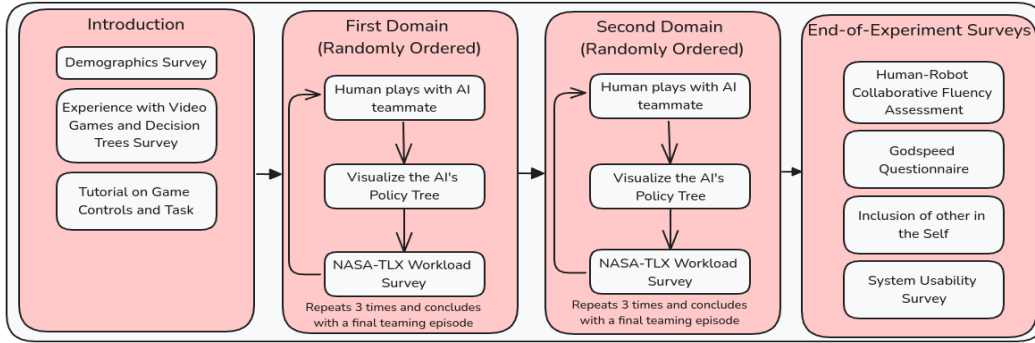 Introduction
Demographics Survey
Experience with Video
Games and Decision
Trees Survey
Tutorial on Game
Controls and Task
First Domain
(Randomly Ordered)
Human plays with AI
teammate
Visualize the AI's
Policy Tree
NASA-TLX Workload
Survey
Repeats 3 times and concludes
with a final teaming episode
Second Domain
(Randomly Ordered)
Human plays with AI
teammate
Visualize the AI's
Policy Tree
NASA-TLX Workload
Survey
Repeats 3 times and concludes
with a final teaming episode
End-of-Experiment Surveys
Human-Robot
Collaborative Fluency
Assessment
Godspeed
Questionnaire
Inclusion of other in
the Self
System Usability
Survey